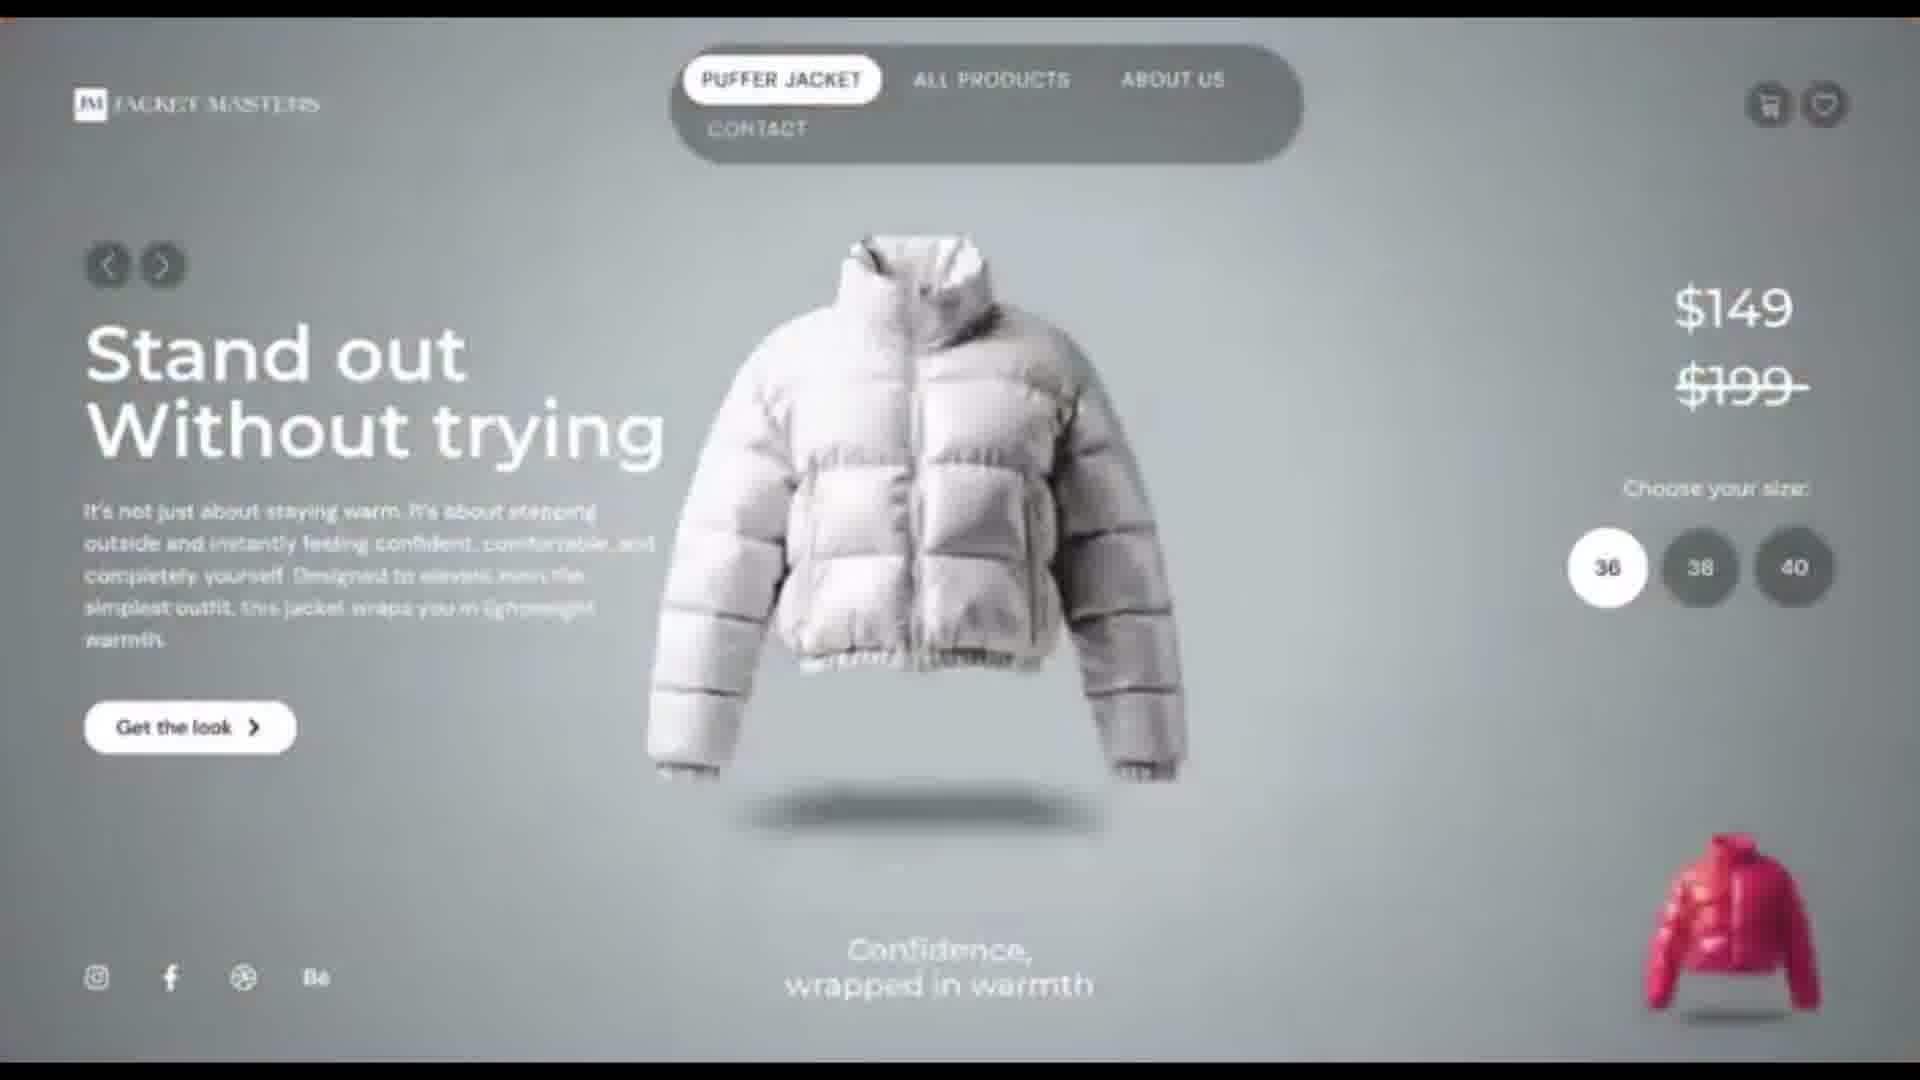 PUFFER JACKET
ALL PRODUCTS
ABOUT US
CONTACT
JM JACKET MASTERS
Stand out
Without trying
It's not just about staying warm. It's about stepping
outside and instantly feeling confident, comfortable, and
completely yourself. Designed to elevate even the
simplest outfit, this jacket wraps you in lightweight
warmth.
Get the look
$149
$199
Choose your size:
36
38
40
Confidence,
wrapped in warmth
Be